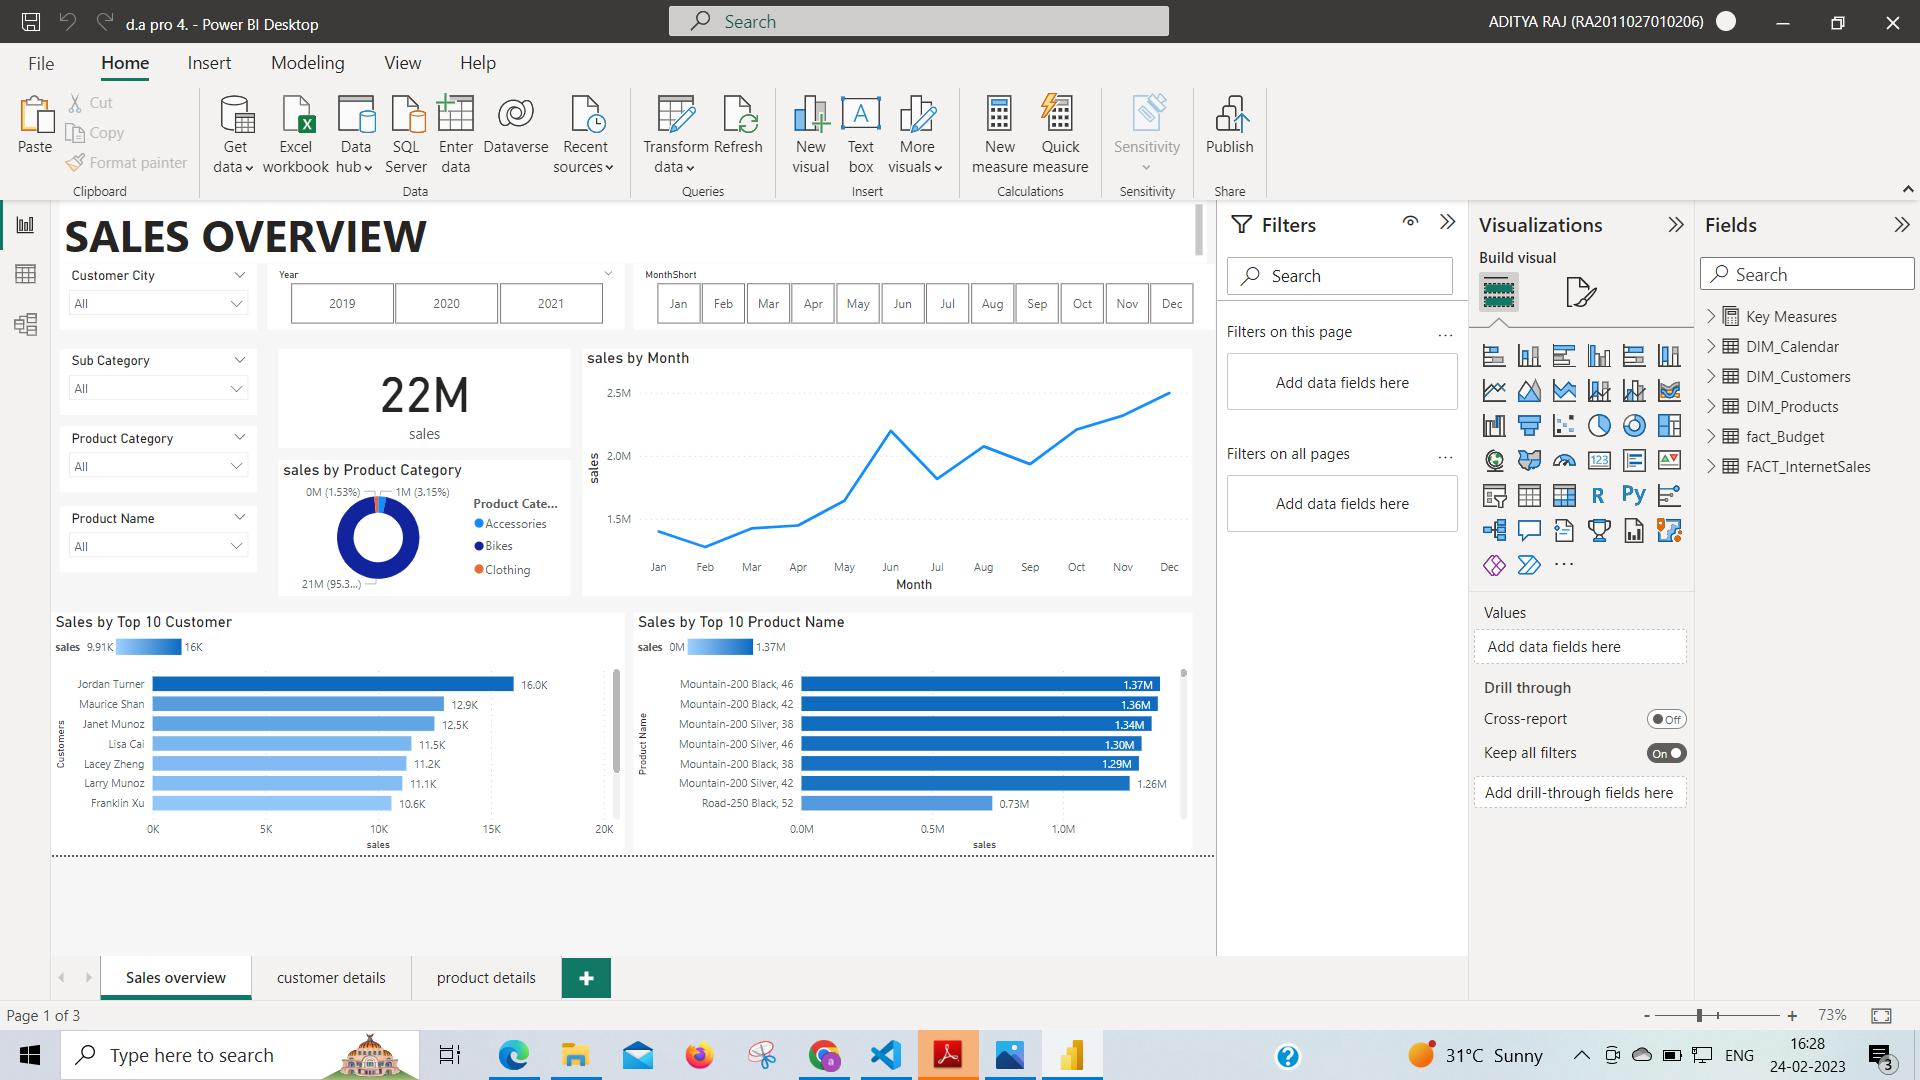 d.a pro 4. - Power BI Desktop
Search
ADITYA RAJ (RA2011027010206)
File
Home
Insert
Modeling
View
Help
Paste
Cut
Copy
Format painter
Clipboard
Get data
Excel workbook
Data hub
SQL Server
Enter data
Dataverse
Recent sources
Data
Transform data
Refresh
Queries
New visual
Text box
More visuals
Insert
New measure
Quick measure
Calculations
Sensitivity
Sensitivity
Publish
Share
SALES OVERVIEW
Customer City
All
Year
2019
2020
2021
MonthShort
Jan
Feb
Mar
Apr
May
Jun
Jul
Aug
Sep
Oct
Nov
Dec
Sub Category
All
Product Category
All
Product Name
All
22M
sales
sales by Product Category
0M (1.53%)
1M (3.15%)
21M (95.3...)
Product Cate...
Accessories
Bikes
Clothing
sales by Month
sales
2.5M
2.0M
1.5M
Jan
Feb
Mar
Apr
May
Jun
Jul
Aug
Sep
Oct
Nov
Dec
Month
Sales by Top 10 Customer
sales 9.91K 16K
Customers
Jordan Turner 16.0K
Maurice Shan 12.9K
Janet Munoz 12.5K
Lisa Cai 11.5K
Lacey Zheng 11.2K
Larry Munoz 11.1K
Franklin Xu 10.6K
0K 5K 10K 15K 20K
sales
Sales by Top 10 Product Name
sales 0M 1.37M
Product Name
Mountain-200 Black, 46 1.37M
Mountain-200 Black, 42 1.36M
Mountain-200 Silver, 38 1.34M
Mountain-200 Silver, 46 1.30M
Mountain-200 Black, 38 1.29M
Mountain-200 Silver, 42 1.26M
Road-250 Black, 52 0.73M
0.0M 0.5M 1.0M
sales
Filters
Search
Filters on this page
...
Add data fields here
Filters on all pages
...
Add data fields here
Visualizations
Build visual
123
R
Py
...
Values
Add data fields here
Drill through
Cross-report
Off
Keep all filters
On
Add drill-through fields here
Fields
Search
Key Measures
DIM_Calendar
DIM_Customers
DIM_Products
fact_Budget
FACT_InternetSales
Sales overview
customer details
product details
+
Page 1 of 3
- + 73%
Type here to search
a
31°C Sunny
ENG
16:28
24-02-2023
3